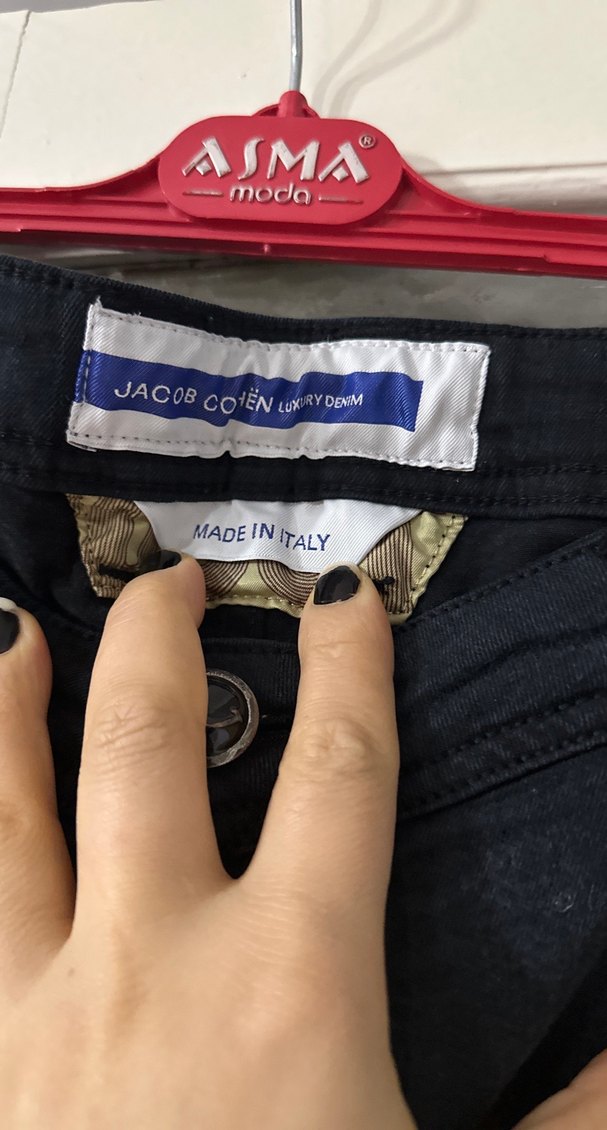 ASMA®
moda
JACOB COHËN LUXURY DENIM
MADE IN ITALY